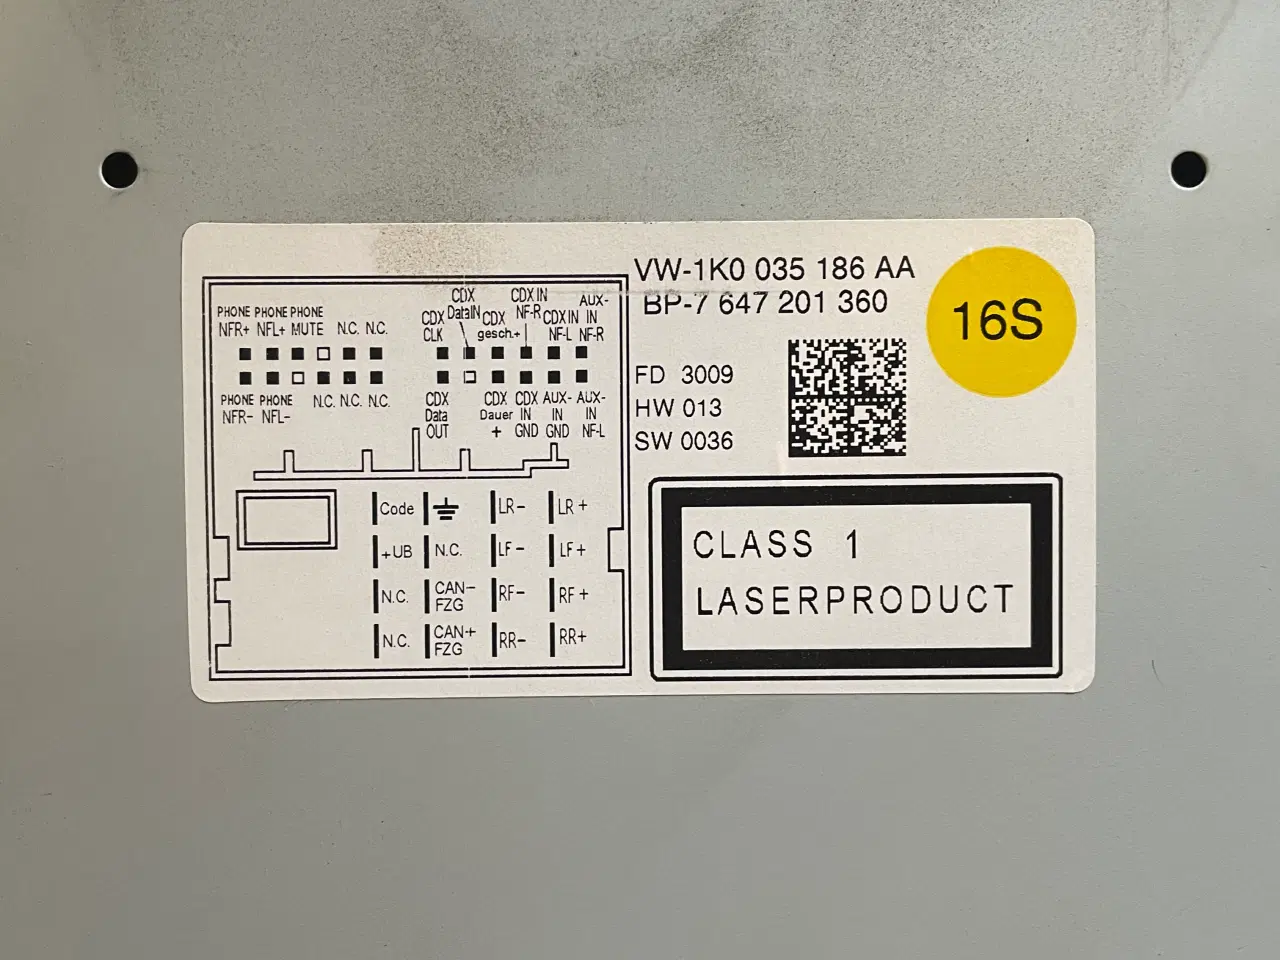 VW-1K0 035 186 AA
BP-7 647 201 360
16S
FD 3009
HW 013
SW 0036
CLASS 1
LASERPRODUCT
PHONE PHONE PHONE
NFR+ NFL+ MUTE N.C. N.C.
CDX CLK
CDX DataIN
CDX gesch.+
CDX IN NF-R
CDX IN NF-L
AUX- IN NF-R
PHONE PHONE
NFR- NFL- N.C. N.C. N.C.
CDX Data OUT
CDX Dauer +
CDX IN GND
AUX- IN GND
AUX- IN NF-L
Code LR- LR+
+UB N.C. LF- LF+
N.C. CAN- FZG RF- RF+
N.C. CAN+ FZG RR- RR+